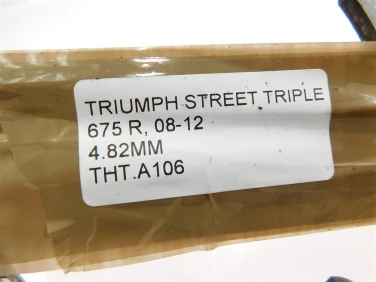 TRIUMPH STREET TRIPLE
675 R, 08-12
4.82MM
THT.A106